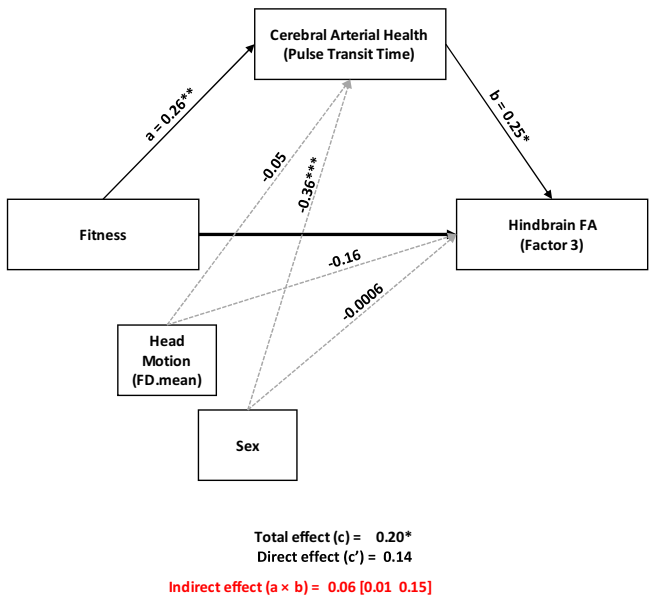 Cerebral Arterial Health
(Pulse Transit Time)
a = 0.26**
b = 0.25*
-0.05
-0.36***
Fitness
Hindbrain FA
(Factor 3)
-0.16
-0.0006
Head
Motion
(FD.mean)
Sex
Total effect (c) = 0.20*
Direct effect (c’) = 0.14
Indirect effect (a × b) = 0.06 [0.01 0.15]